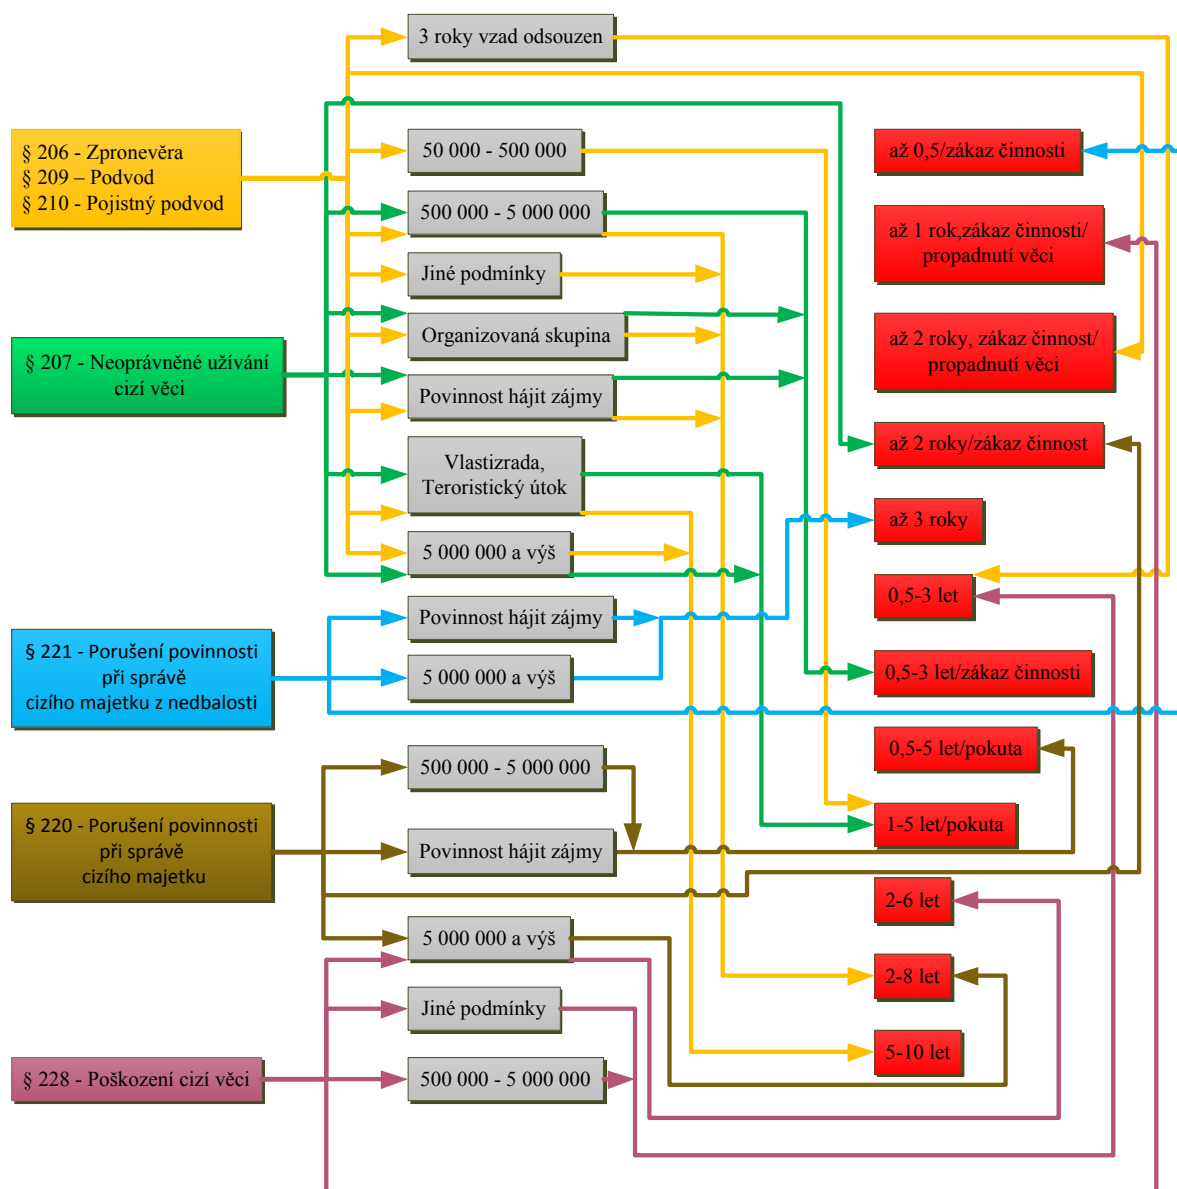 § 206 - Zpronevěra
§ 209 – Podvod
§ 210 - Pojistný podvod
§ 207 - Neoprávněné užívání
cizí věci
§ 221 - Porušení povinnosti
při správě
cizího majetku z nedbalosti
§ 220 - Porušení povinnosti
při správě
cizího majetku
§ 228 - Poškození cizí věci
3 roky vzad odsouzen
50 000 - 500 000
500 000 - 5 000 000
Jiné podmínky
Organizovaná skupina
Povinnost hájit zájmy
Vlastizrada,
Teroristický útok
5 000 000 a výš
Povinnost hájit zájmy
5 000 000 a výš
500 000 - 5 000 000
Povinnost hájit zájmy
5 000 000 a výš
Jiné podmínky
500 000 - 5 000 000
až 0,5/zákaz činnosti
až 1 rok,zákaz činnosti/
propadnutí věci
až 2 roky, zákaz činnost/
propadnutí věci
až 2 roky/zákaz činnost
až 3 roky
0,5-3 let
0,5-3 let/zákaz činnosti
0,5-5 let/pokuta
1-5 let/pokuta
2-6 let
2-8 let
5-10 let